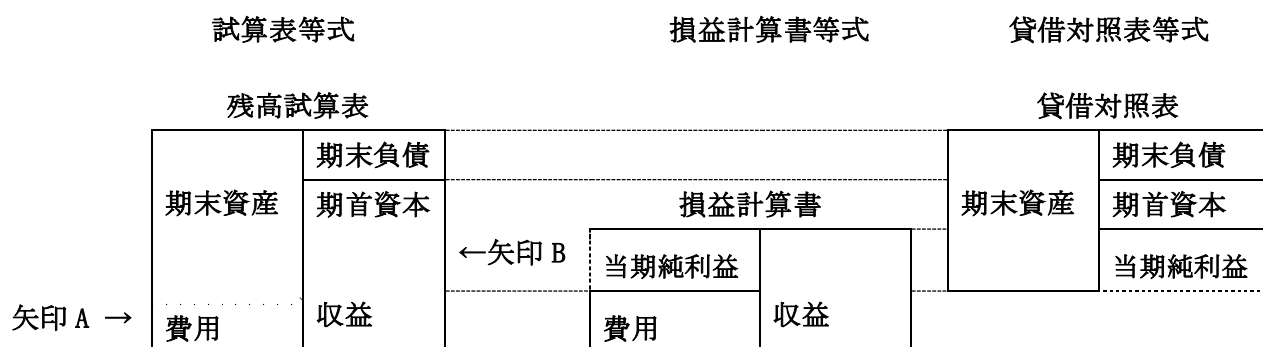 試算表等式 損益計算書等式 貸借対照表等式
残高試算表 貸借対照表
期末負債 期末負債
期末資産 期首資本 損益計算書 期末資産 期首資本
←矢印 B 当期純利益 当期純利益
矢印 A → 費用 収益 費用 収益